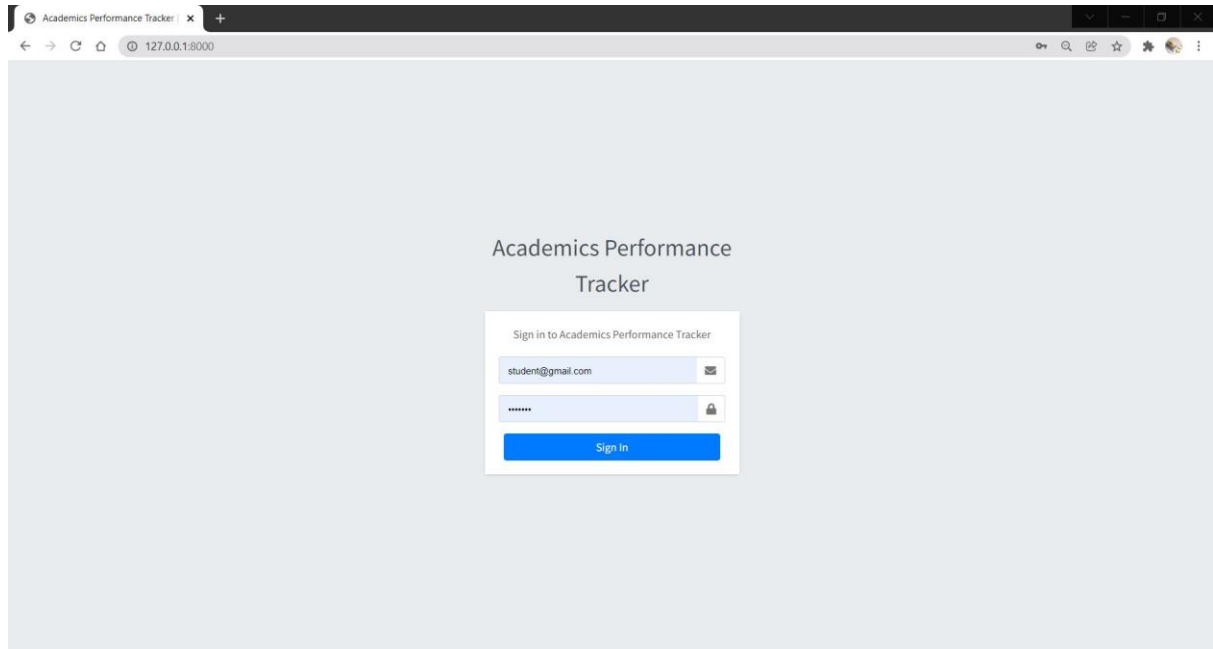 Academics Performance Tracker |
127.0.0.1:8000
Academics Performance
Tracker
Sign in to Academics Performance Tracker
student@gmail.com
•••••••
Sign In